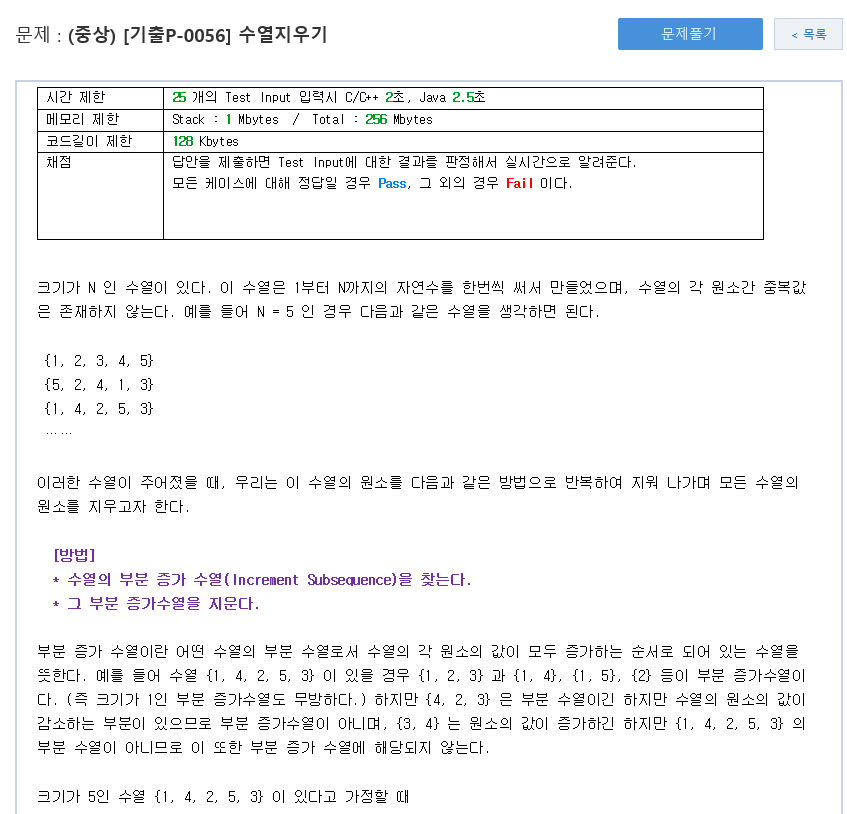 문제 : (중상) [기출P-0056] 수열지우기
문제풀기
< 목록
시간 제한
25 개의 Test Input 입력시 C/C++ 2초, Java 2.5초
메모리 제한
Stack : 1 Mbytes / Total : 256 Mbytes
코드길이 제한
128 Kbytes
채점
답안을 제출하면 Test Input에 대한 결과를 판정해서 실시간으로 알려준다.
모든 케이스에 대해 정답일 경우 Pass, 그 외의 경우 Fail 이다.
크기가 N 인 수열이 있다. 이 수열은 1부터 N까지의 자연수를 한번씩 써서 만들었으며, 수열의 각 원소간 중복값
은 존재하지 않는다. 예를 들어 N = 5 인 경우 다음과 같은 수열을 생각하면 된다.
{1, 2, 3, 4, 5}
{5, 2, 4, 1, 3}
{1, 4, 2, 5, 3}
……
이러한 수열이 주어졌을 때, 우리는 이 수열의 원소를 다음과 같은 방법으로 반복하여 지워 나가며 모든 수열의
원소를 지우고자 한다.
[방법]
* 수열의 부분 증가 수열(Increment Subsequence)을 찾는다.
* 그 부분 증가수열을 지운다.
부분 증가 수열이란 어떤 수열의 부분 수열로서 수열의 각 원소의 값이 모두 증가하는 순서로 되어 있는 수열을
뜻한다. 예를 들어 수열 {1, 4, 2, 5, 3} 이 있을 경우 {1, 2, 3} 과 {1, 4}, {1, 5}, {2} 등이 부분 증가수열이
다. (즉 크기가 1인 부분 증가수열도 무방하다.) 하지만 {4, 2, 3} 은 부분 수열이긴 하지만 수열의 원소의 값이
감소하는 부분이 있으므로 부분 증가수열이 아니며, {3, 4} 는 원소의 값이 증가하긴 하지만 {1, 4, 2, 5, 3} 의
부분 수열이 아니므로 이 또한 부분 증가 수열에 해당되지 않는다.
크기가 5인 수열 {1, 4, 2, 5, 3} 이 있다고 가정할 때